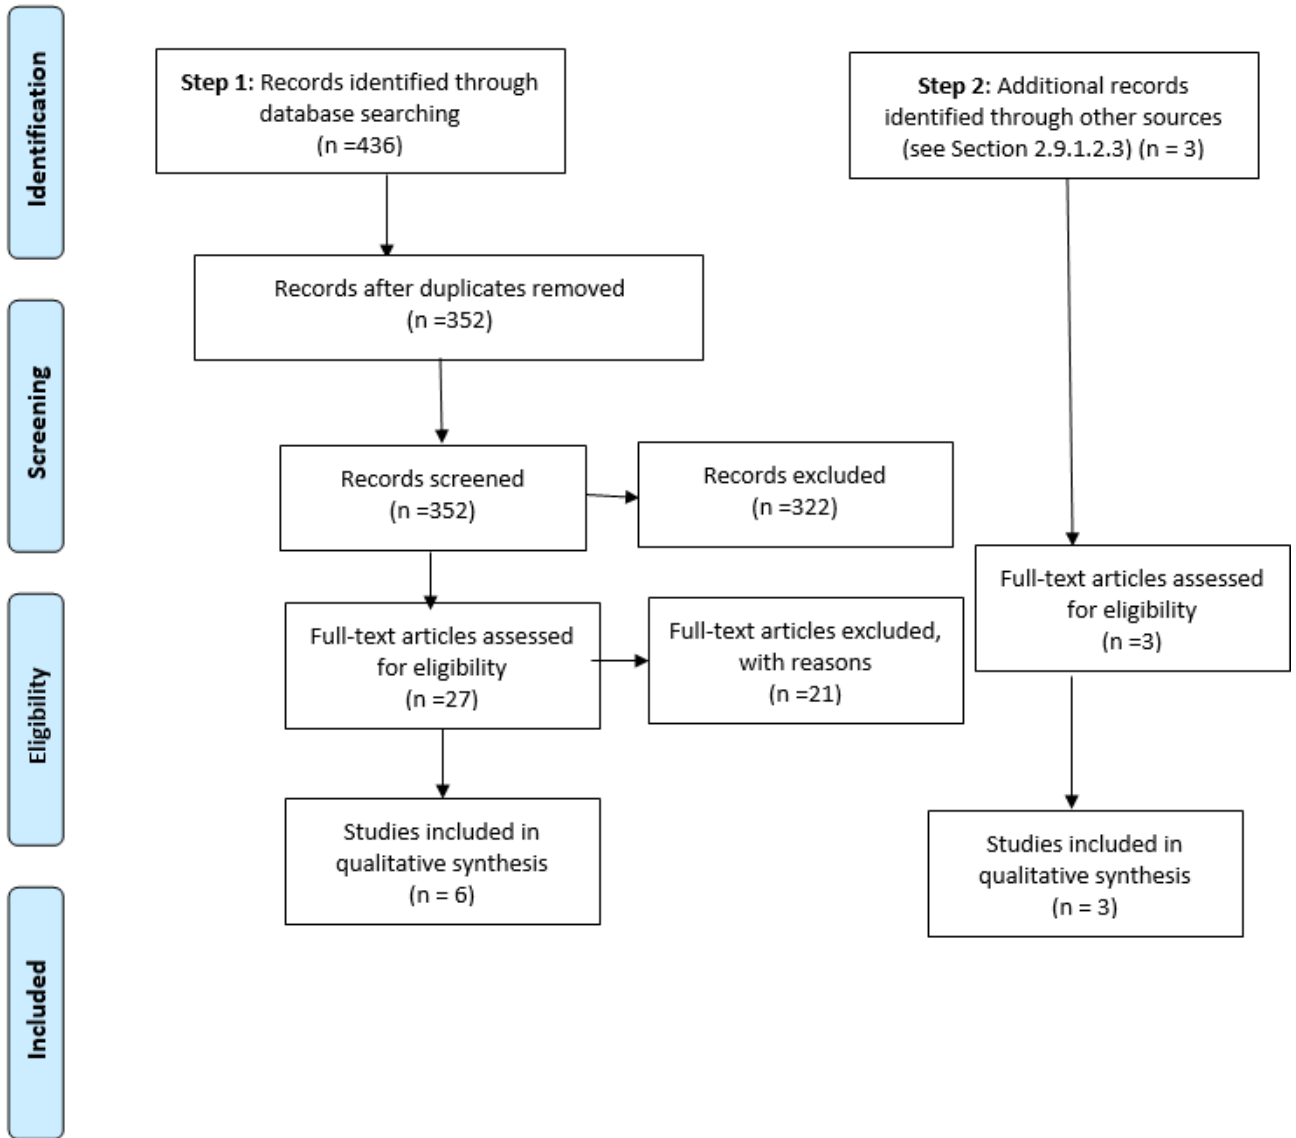 Identification
Step 1: Records identified through
database searching
(n =436)
Step 2: Additional records
identified through other sources
(see Section 2.9.1.2.3) (n = 3)
Records after duplicates removed
(n =352)
Screening
Records screened
(n =352)
Records excluded
(n =322)
Eligibility
Full-text articles assessed
for eligibility
(n =27)
Full-text articles excluded,
with reasons
(n =21)
Full-text articles assessed
for eligibility
(n =3)
Studies included in
qualitative synthesis
(n = 6)
Studies included in
qualitative synthesis
(n = 3)
Included